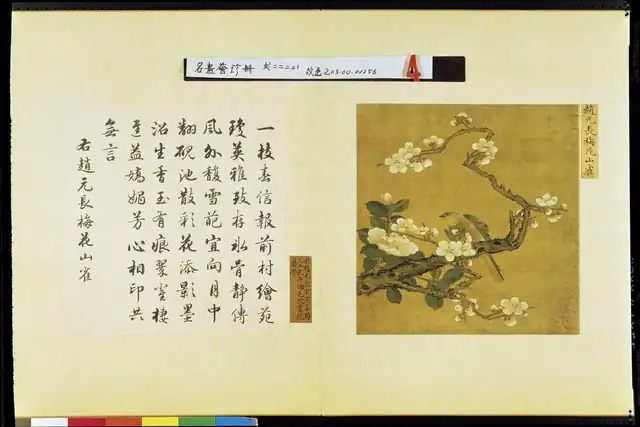 名畫薈珍冊
4
趙元長梅花山雀
一枝春信報前村繪苑
瓊英雅致存冰骨靜傳
風外馥雪葩宜向月中
翻硯池散彩花添影墨
沼生香玉有痕翠雀棲
遲益嬌媚芳心相印共
無言
右趙元長梅花山雀